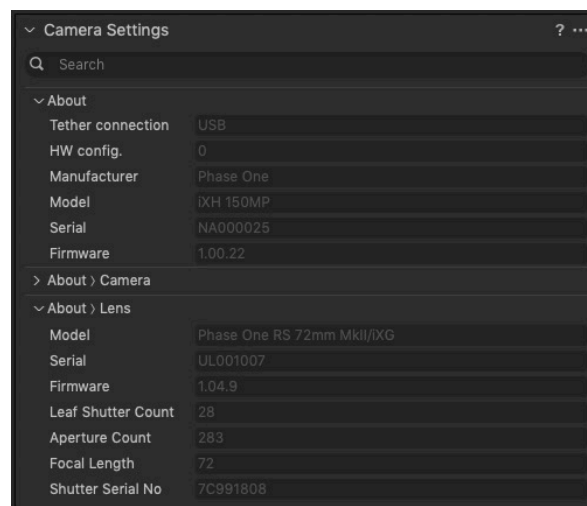 Camera Settings ? ...
Search
About
Tether connection USB
HW config. 0
Manufacturer Phase One
Model iXH 150MP
Serial NA000025
Firmware 1.00.22
About 〉 Camera
About 〉 Lens
Model Phase One RS 72mm MkII/iXG
Serial UL001007
Firmware 1.04.9
Leaf Shutter Count 28
Aperture Count 283
Focal Length 72
Shutter Serial No 7C991808